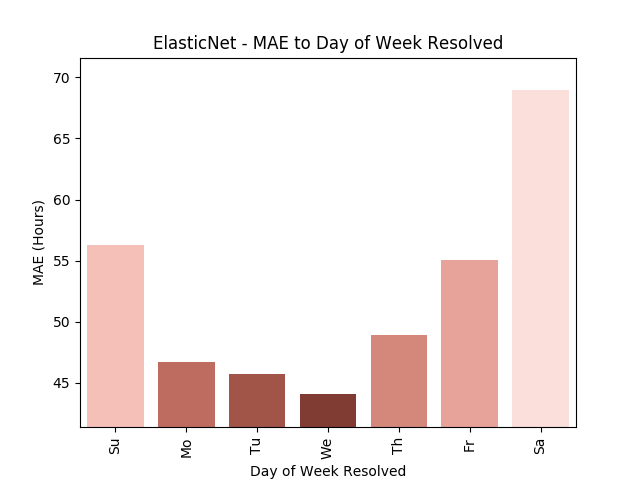 ElasticNet - MAE to Day of Week Resolved
70
65
60
55
50
45
MAE (Hours)
Su
Mo
Tu
We
Th
Fr
Sa
Day of Week Resolved